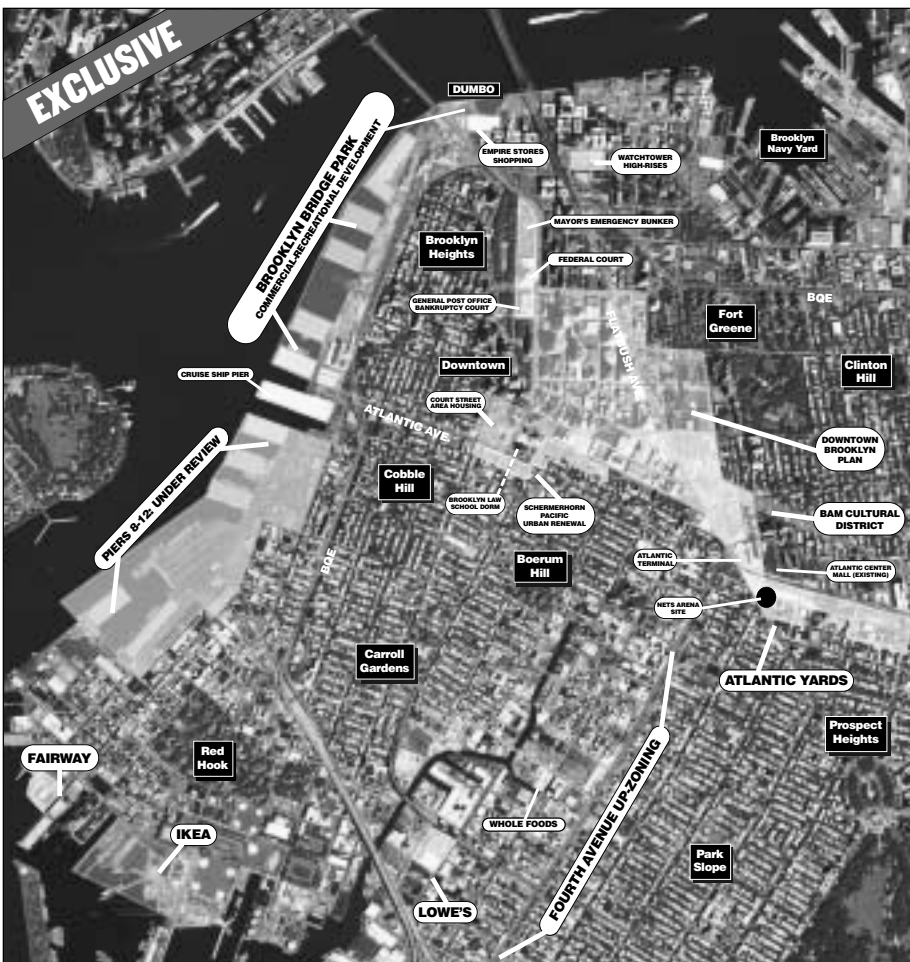 EXCLUSIVE
DUMBO
EMPIRE STORES
SHOPPING
WATCHTOWER
HIGH-RISES
Brooklyn
Navy Yard
BROOKLYN BRIDGE PARK
COMMERCIAL-RECREATIONAL DEVELOPMENT
MAYOR'S EMERGENCY BUNKER
Brooklyn
Heights
FEDERAL COURT
GENERAL POST OFFICE
BANKRUPTCY COURT
BQE
Fort
Greene
FLATBUSH AVE.
Downtown
Clinton
Hill
CRUISE SHIP PIER
COURT STREET
AREA HOUSING
ATLANTIC AVE.
DOWNTOWN
BROOKLYN
PLAN
PIERS 8-12: UNDER REVIEW
Cobble
Hill
BROOKLYN LAW
SCHOOL DORM
SCHERMERHORN
PACIFIC
URBAN RENEWAL
BAM CULTURAL
DISTRICT
BQE
Boerum
Hill
ATLANTIC
TERMINAL
ATLANTIC CENTER
MALL (EXISTING)
NETS ARENA
SITE
Carroll
Gardens
ATLANTIC YARDS
Prospect
Heights
Red
Hook
FAIRWAY
FOURTH AVENUE UP-ZONING
WHOLE FOODS
IKEA
Park
Slope
LOWE'S